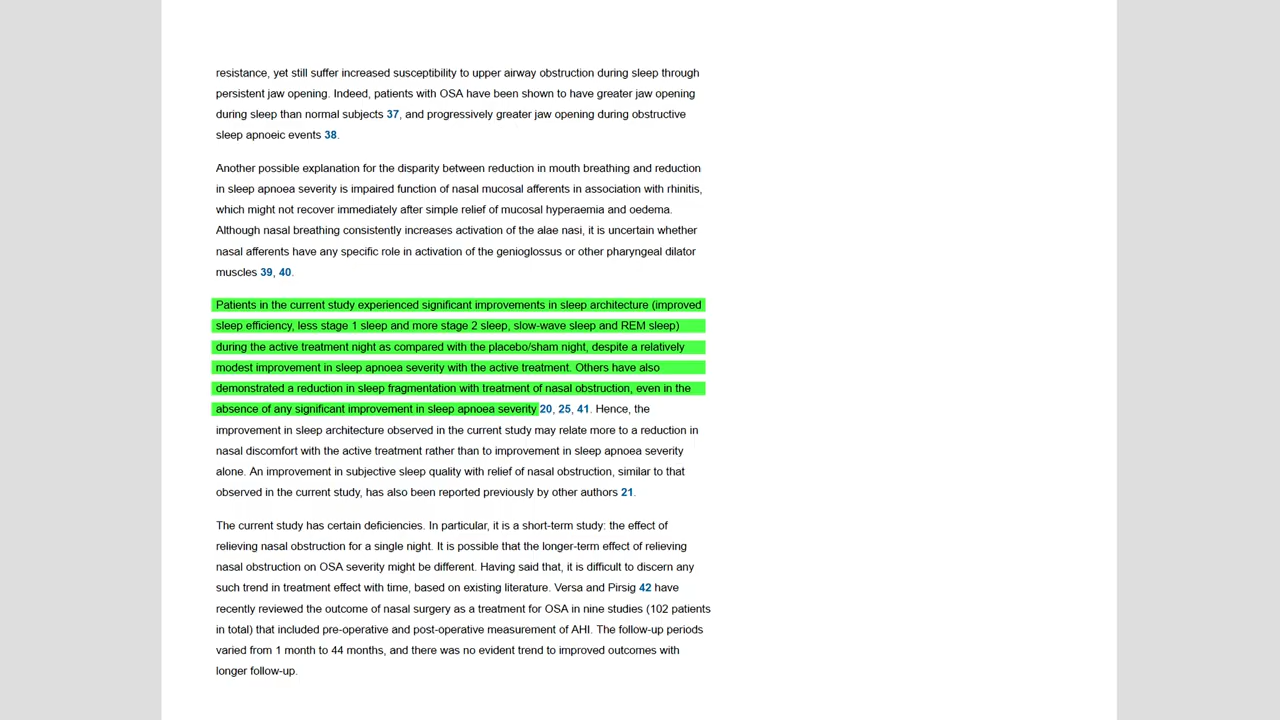 resistance, yet still suffer increased susceptibility to upper airway obstruction during sleep through
persistent jaw opening. Indeed, patients with OSA have been shown to have greater jaw opening
during sleep than normal subjects 37, and progressively greater jaw opening during obstructive
sleep apnoeic events 38.
Another possible explanation for the disparity between reduction in mouth breathing and reduction
in sleep apnoea severity is impaired function of nasal mucosal afferents in association with rhinitis,
which might not recover immediately after simple relief of mucosal hyperaemia and oedema.
Although nasal breathing consistently increases activation of the alae nasi, it is uncertain whether
nasal afferents have any specific role in activation of the genioglossus or other pharyngeal dilator
muscles 39, 40.
Patients in the current study experienced significant improvements in sleep architecture (improved
sleep efficiency, less stage 1 sleep and more stage 2 sleep, slow-wave sleep and REM sleep)
during the active treatment night as compared with the placebo/sham night, despite a relatively
modest improvement in sleep apnoea severity with the active treatment. Others have also
demonstrated a reduction in sleep fragmentation with treatment of nasal obstruction, even in the
absence of any significant improvement in sleep apnoea severity 20, 25, 41. Hence, the
improvement in sleep architecture observed in the current study may relate more to a reduction in
nasal discomfort with the active treatment rather than to improvement in sleep apnoea severity
alone. An improvement in subjective sleep quality with relief of nasal obstruction, similar to that
observed in the current study, has also been reported previously by other authors 21.
The current study has certain deficiencies. In particular, it is a short-term study: the effect of
relieving nasal obstruction for a single night. It is possible that the longer-term effect of relieving
nasal obstruction on OSA severity might be different. Having said that, it is difficult to discern any
such trend in treatment effect with time, based on existing literature. Versa and Pirsig 42 have
recently reviewed the outcome of nasal surgery as a treatment for OSA in nine studies (102 patients
in total) that included pre-operative and post-operative measurement of AHI. The follow-up periods
varied from 1 month to 44 months, and there was no evident trend to improved outcomes with
longer follow-up.